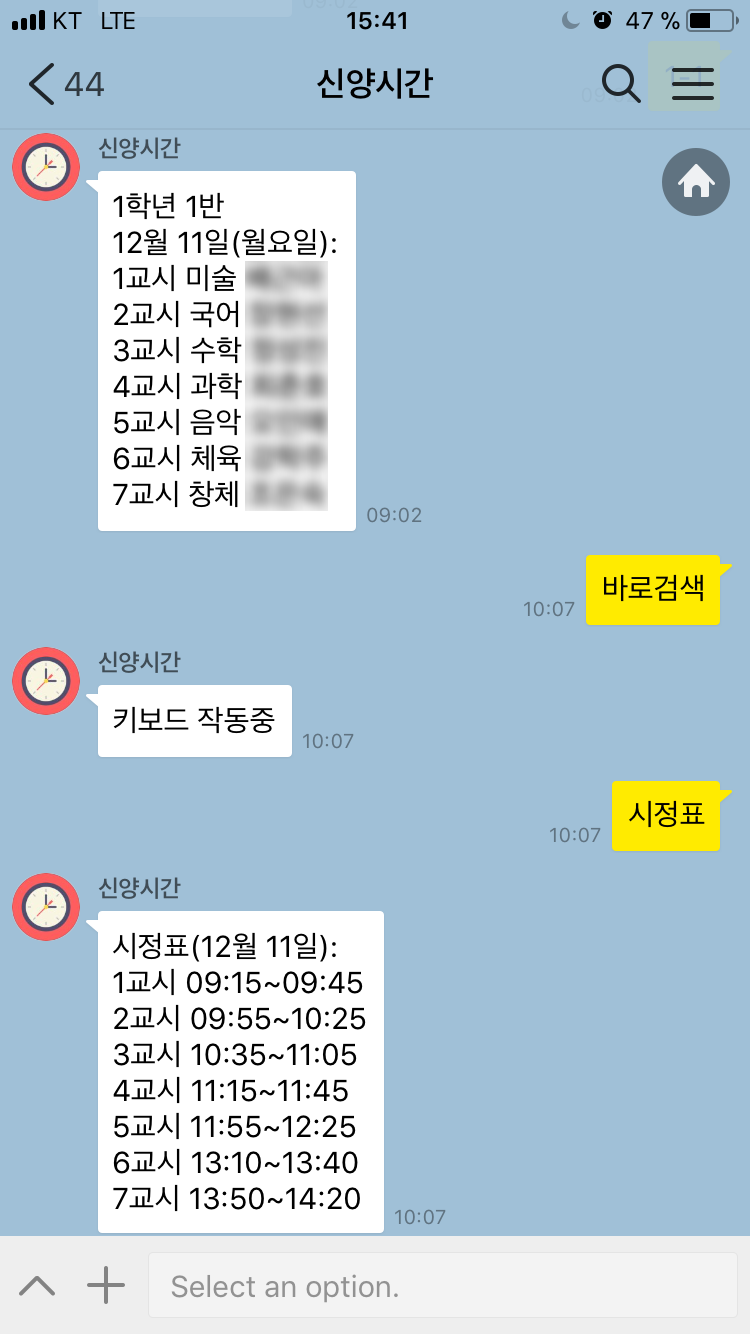 KT LTE 15:41 47 %
44 신양시간
신양시간
1학년 1반
12월 11일(월요일):
1교시 미술
2교시 국어
3교시 수학
4교시 과학
5교시 음악
6교시 체육
7교시 창체
09:02
바로검색
10:07
신양시간
키보드 작동중
10:07
시정표
10:07
신양시간
시정표(12월 11일):
1교시 09:15~09:45
2교시 09:55~10:25
3교시 10:35~11:05
4교시 11:15~11:45
5교시 11:55~12:25
6교시 13:10~13:40
7교시 13:50~14:20
10:07
Select an option.